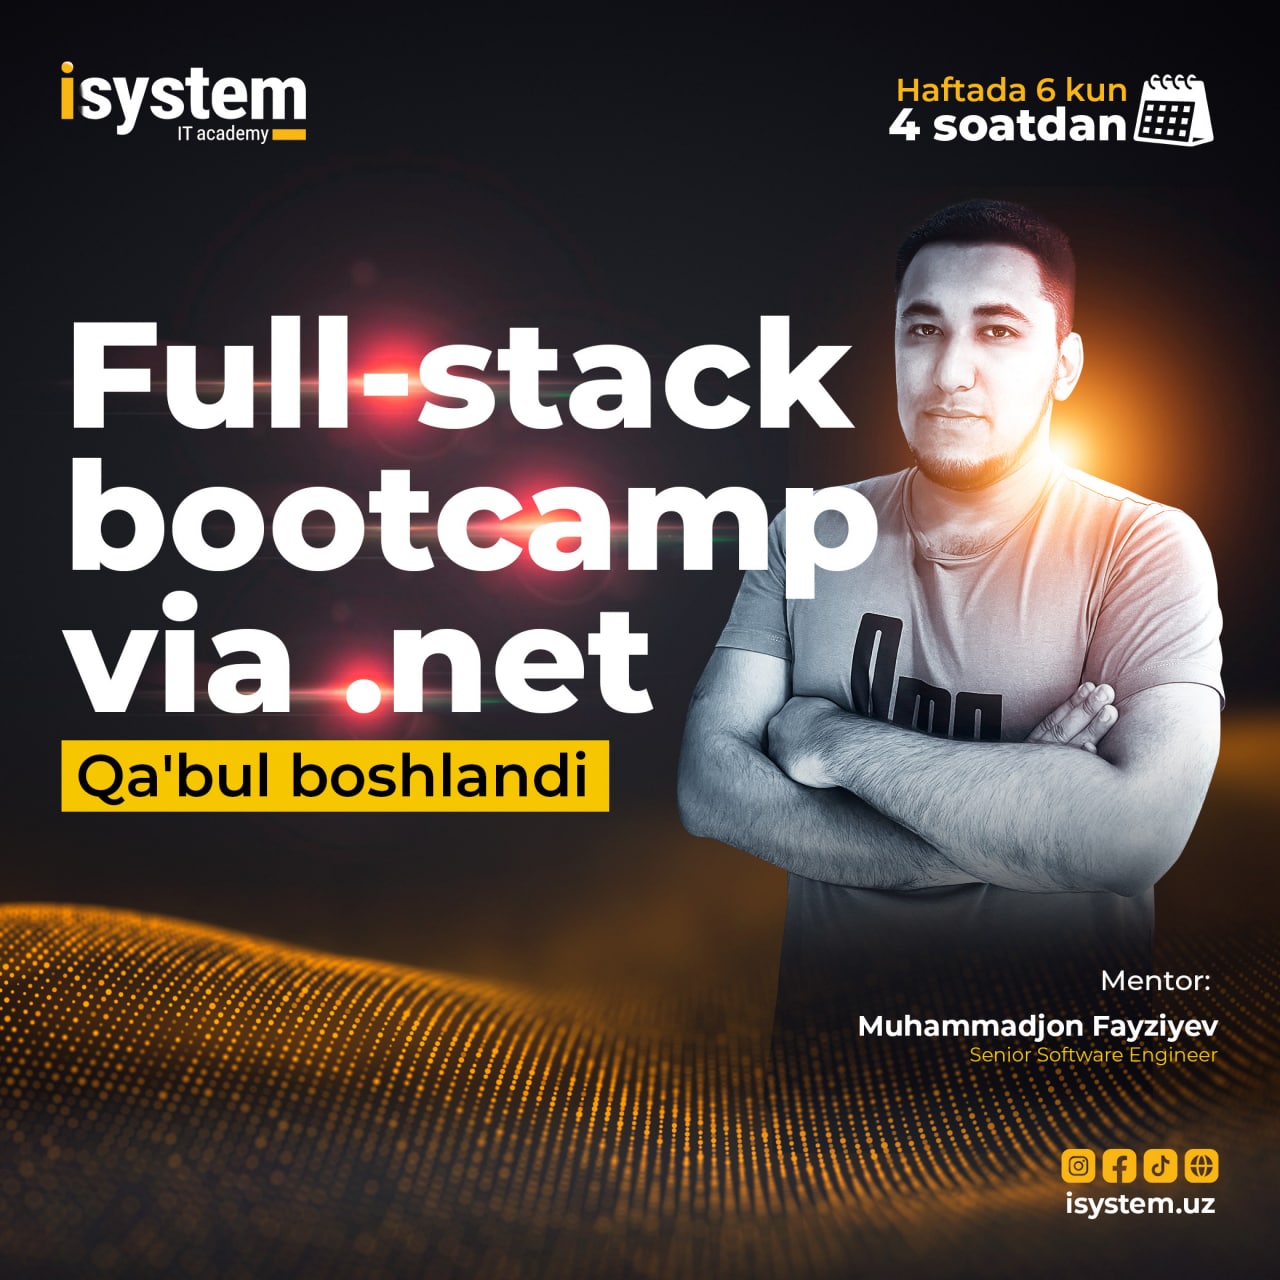 isystem
IT academy
Haftada 6 kun
4 soatdan
Full-stack
bootcamp
via .net
Qa'bul boshlandi
Mentor:
Muhammadjon Fayziyev
Senior Software Engineer
isystem.uz